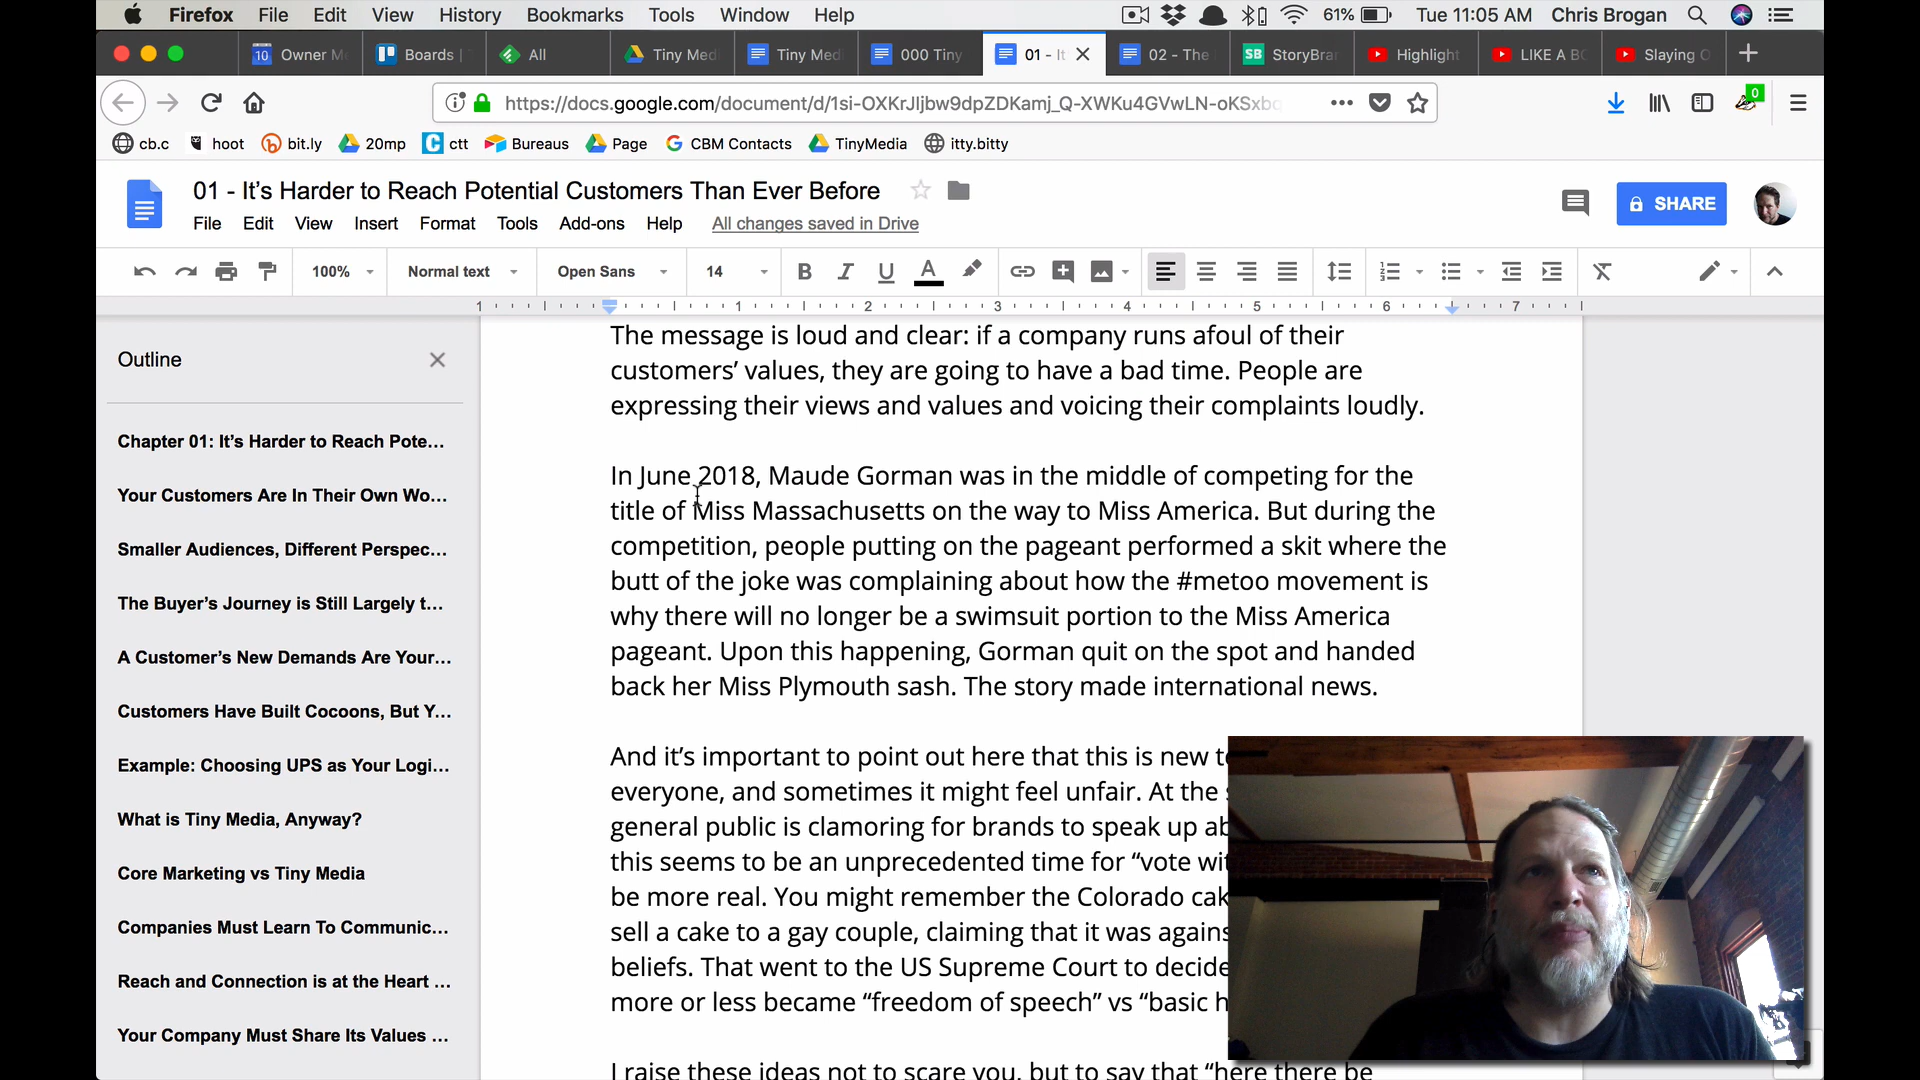 Firefox File Edit View History Bookmarks Tools Window Help 61% Tue 11:05 AM Chris Brogan
10 Owner M Boards | All Tiny Med Tiny Med 000 Tiny 01 - It 02 - The SB StoryBra Highlight LIKE A BO Slaying
https://docs.google.com/document/d/1si-OXKrJIjbw9dpZDKamj_Q-XWKu4GVwLN-oKSxb 0
cb.c hoot bit.ly 20mp ctt Bureaus Page CBM Contacts TinyMedia itty.bitty
01 - It’s Harder to Reach Potential Customers Than Ever Before
SHARE
File Edit View Insert Format Tools Add-ons Help All changes saved in Drive
100% Normal text Open Sans 14 B I U A
1 1 2 3 4 5 6 7
Outline
Chapter 01: It’s Harder to Reach Pote...
Your Customers Are In Their Own Wo...
Smaller Audiences, Different Perspec...
The Buyer’s Journey is Still Largely t...
A Customer’s New Demands Are Your...
Customers Have Built Cocoons, But Y...
Example: Choosing UPS as Your Logi...
What is Tiny Media, Anyway?
Core Marketing vs Tiny Media
Companies Must Learn To Communic...
Reach and Connection is at the Heart ...
Your Company Must Share Its Values ...
The message is loud and clear: if a company runs afoul of their
customers’ values, they are going to have a bad time. People are
expressing their views and values and voicing their complaints loudly.
In June 2018, Maude Gorman was in the middle of competing for the
title of Miss Massachusetts on the way to Miss America. But during the
competition, people putting on the pageant performed a skit where the
butt of the joke was complaining about how the #metoo movement is
why there will no longer be a swimsuit portion to the Miss America
pageant. Upon this happening, Gorman quit on the spot and handed
back her Miss Plymouth sash. The story made international news.
And it’s important to point out here that this is new t
everyone, and sometimes it might feel unfair. At the s
general public is clamoring for brands to speak up ab
this seems to be an unprecedented time for “vote wit
be more real. You might remember the Colorado cak
sell a cake to a gay couple, claiming that it was agains
beliefs. That went to the US Supreme Court to decide
more or less became “freedom of speech” vs “basic h
I raise these ideas not to scare you, but to say that “here there be